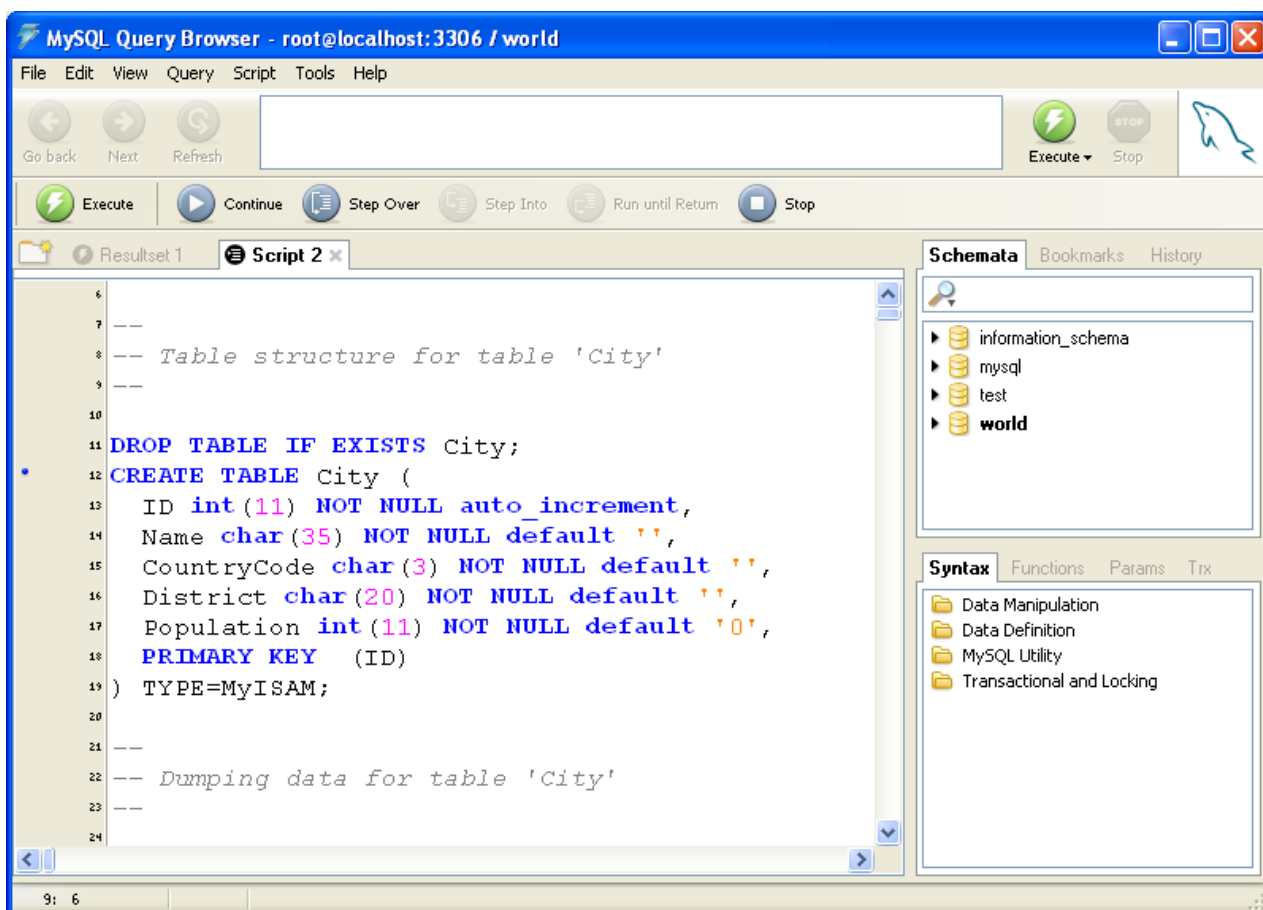 MySQL Query Browser - root@localhost:3306 / world
File Edit View Query Script Tools Help
Go back Next Refresh Execute STOP Stop
Execute Continue Step Over Step Into Run until Return Stop
Resultset 1 Script 2
6
7 --
8 -- Table structure for table 'City'
9 --
10
11 DROP TABLE IF EXISTS City;
12 CREATE TABLE City (
13 ID int(11) NOT NULL auto_increment,
14 Name char(35) NOT NULL default '',
15 CountryCode char(3) NOT NULL default '',
16 District char(20) NOT NULL default '',
17 Population int(11) NOT NULL default '0',
18 PRIMARY KEY (ID)
19 ) TYPE=MyISAM;
20
21 --
22 -- Dumping data for table 'City'
23 --
24
Schemata Bookmarks History
information_schema
mysql
test
world
Syntax Functions Params Trx
Data Manipulation
Data Definition
MySQL Utility
Transactional and Locking
9: 6